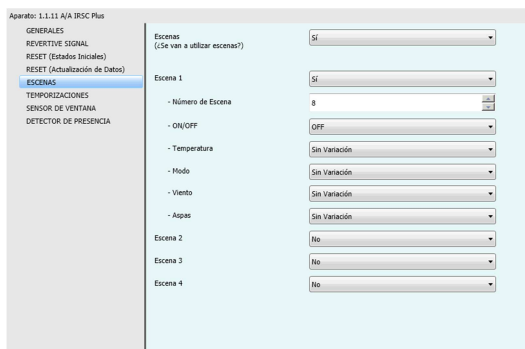 Aparato: 1.1.11 A/A IRSC Plus
GENERALES
REVERTIVE SIGNAL
RESET (Estados Iniciales)
RESET (Actualización de Datos)
ESCENAS
TEMPORIZACIONES
SENSOR DE VENTANA
DETECTOR DE PRESENCIA
Escenas
(¿Se van a utilizar escenas?)
Sí
Escena 1
Sí
- Número de Escena
8
- ON/OFF
OFF
- Temperatura
Sin Variación
- Modo
Sin Variación
- Viento
Sin Variación
- Aspas
Sin Variación
Escena 2
No
Escena 3
No
Escena 4
No